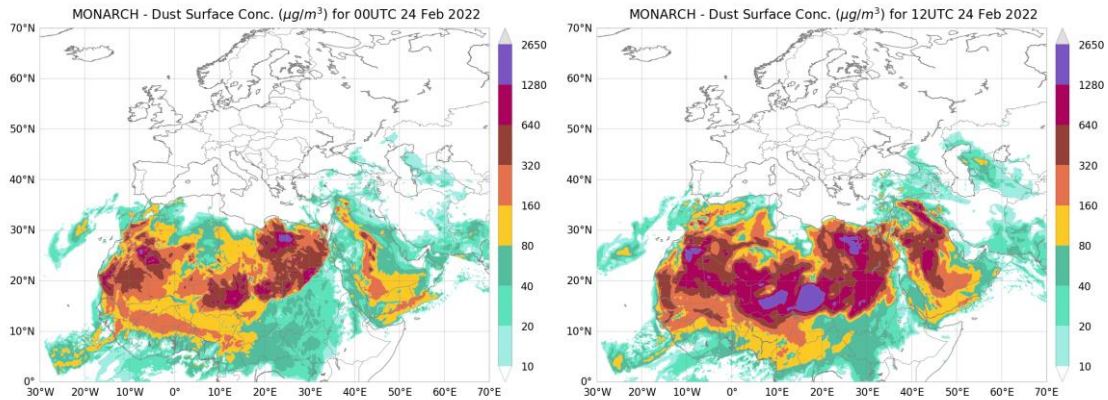 MONARCH - Dust Surface Conc. (μg/m³) for 00UTC 24 Feb 2022
70°N
60°N
50°N
40°N
30°N
20°N
10°N
0°
30°W 20°W 10°W 0° 10°E 20°E 30°E 40°E 50°E 60°E 70°E
2650
1280
640
320
160
80
40
20
10
MONARCH - Dust Surface Conc. (μg/m³) for 12UTC 24 Feb 2022
70°N
60°N
50°N
40°N
30°N
20°N
10°N
0°
30°W 20°W 10°W 0° 10°E 20°E 30°E 40°E 50°E 60°E 70°E
2650
1280
640
320
160
80
40
20
10